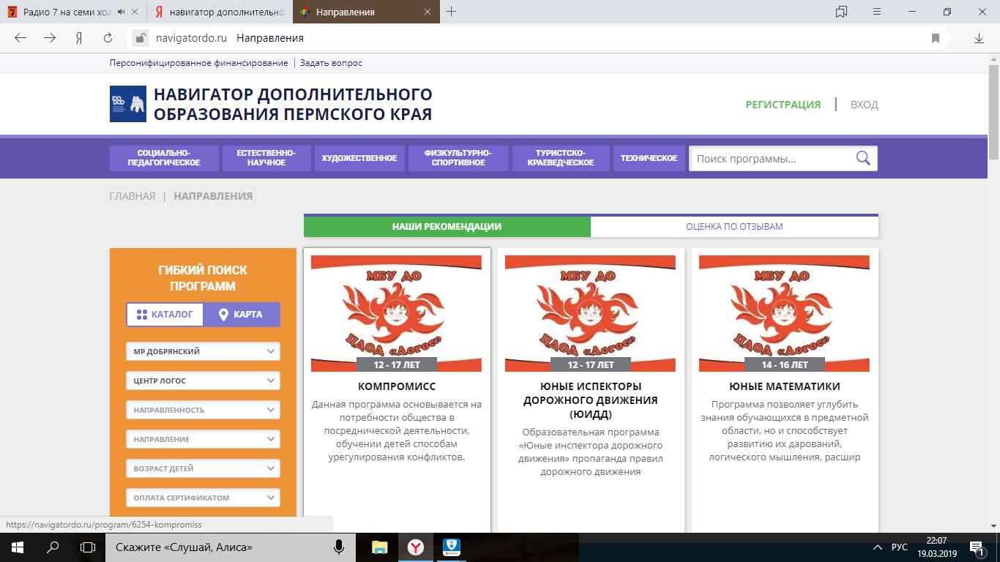 Радио 7 на семи хол
навигатор дополнительно
Направления
navigatordo.ru Направления
Персонифицированное финансирование | Задать вопрос
НАВИГАТОР ДОПОЛНИТЕЛЬНОГО
ОБРАЗОВАНИЯ ПЕРМСКОГО КРАЯ
РЕГИСТРАЦИЯ | ВХОД
СОЦИАЛЬНО-
ПЕДАГОГИЧЕСКОЕ
ЕСТЕСТВЕННО-
НАУЧНОЕ
ХУДОЖЕСТВЕННОЕ
ФИЗКУЛЬТУРНО-
СПОРТИВНОЕ
ТУРИСТСКО-
КРАЕВЕДЧЕСКОЕ
ТЕХНИЧЕСКОЕ
Поиск программы...
ГЛАВНАЯ | НАПРАВЛЕНИЯ
НАШИ РЕКОМЕНДАЦИИ
ОЦЕНКА ПО ОТЗЫВАМ
ГИБКИЙ ПОИСК
ПРОГРАММ
КАТАЛОГ
КАРТА
МР ДОБРЯНСКИЙ
ЦЕНТР ЛОГОС
НАПРАВЛЕННОСТЬ
НАПРАВЛЕНИЕ
ВОЗРАСТ ДЕТЕЙ
ОПЛАТА СЕРТИФИКАТОМ
МБУ ДО
ЦДОД «Логос»
12 - 17 ЛЕТ
КОМПРОМИСС
Данная программа основывается на
потребности общества в
посреднической деятельности,
обучении детей способам
урегулирования конфликтов.
МБУ ДО
ЦДОД «Логос»
12 - 17 ЛЕТ
ЮНЫЕ ИСПЕКТОРЫ
ДОРОЖНОГО ДВИЖЕНИЯ
(ЮИДД)
Образовательная программа
«Юные инспектора дорожного
движения» пропаганда правил
дорожного движения
МБУ ДО
ЦДОД «Логос»
14 - 16 ЛЕТ
ЮНЫЕ МАТЕМАТИКИ
Программа позволяет углубить
знания обучающихся в предметной
области, но и способствует
развитию их дарований,
логического мышления, расшир
https://navigatordo.ru/program/6254-kompromiss
Скажите «Слушай, Алиса»
РУС
22:07
19.03.2019
1